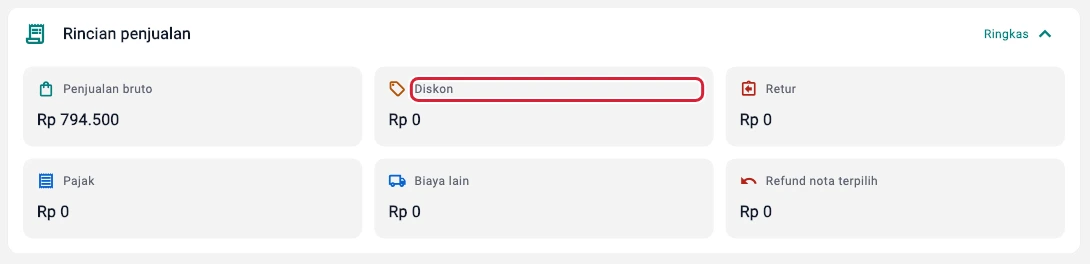 Rincian penjualan
Ringkas
Penjualan bruto
Rp 794.500
Diskon
Rp 0
Retur
Rp 0
Pajak
Rp 0
Biaya lain
Rp 0
Refund nota terpilih
Rp 0